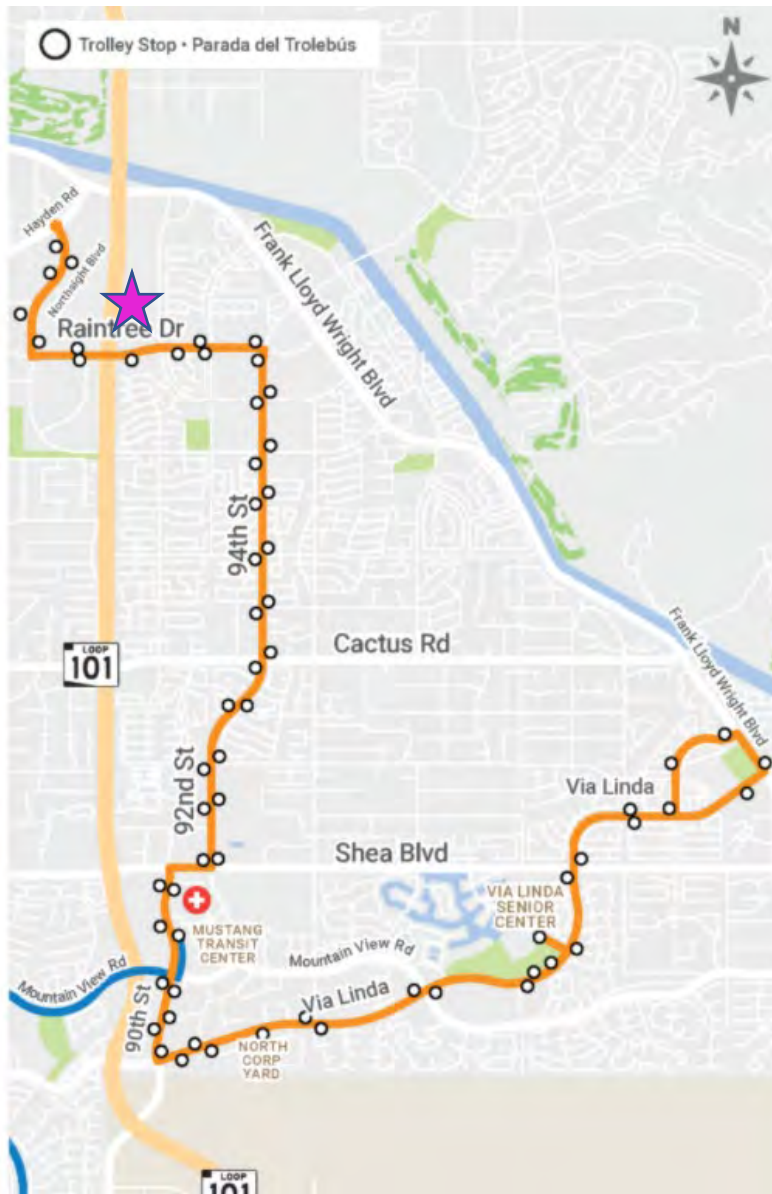 Trolley Stop • Parada del Trolebús
N
Hayden Rd
Northsight Blvd
Raintree Dr
Frank Lloyd Wright Blvd
94th St
LOOP
101
Cactus Rd
Frank Lloyd Wright Blvd
92nd St
Via Linda
Shea Blvd
VIA LINDA
SENIOR
CENTER
MUSTANG
TRANSIT
CENTER
Mountain View Rd
Mountain View Rd
90th St
Via Linda
NORTH
CORP
YARD
LOOP
101